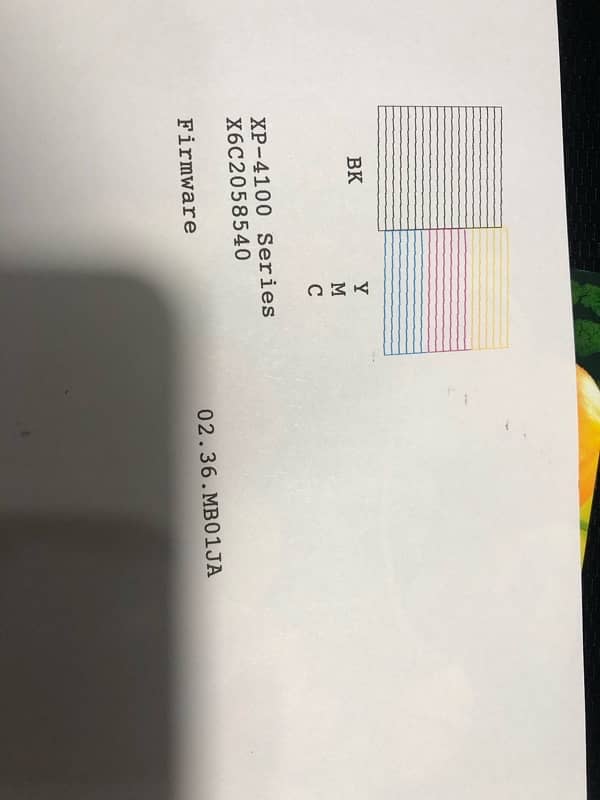 BK
Y
M
C
XP-4100 Series
X6C2058540
Firmware 02.36.MB01JA